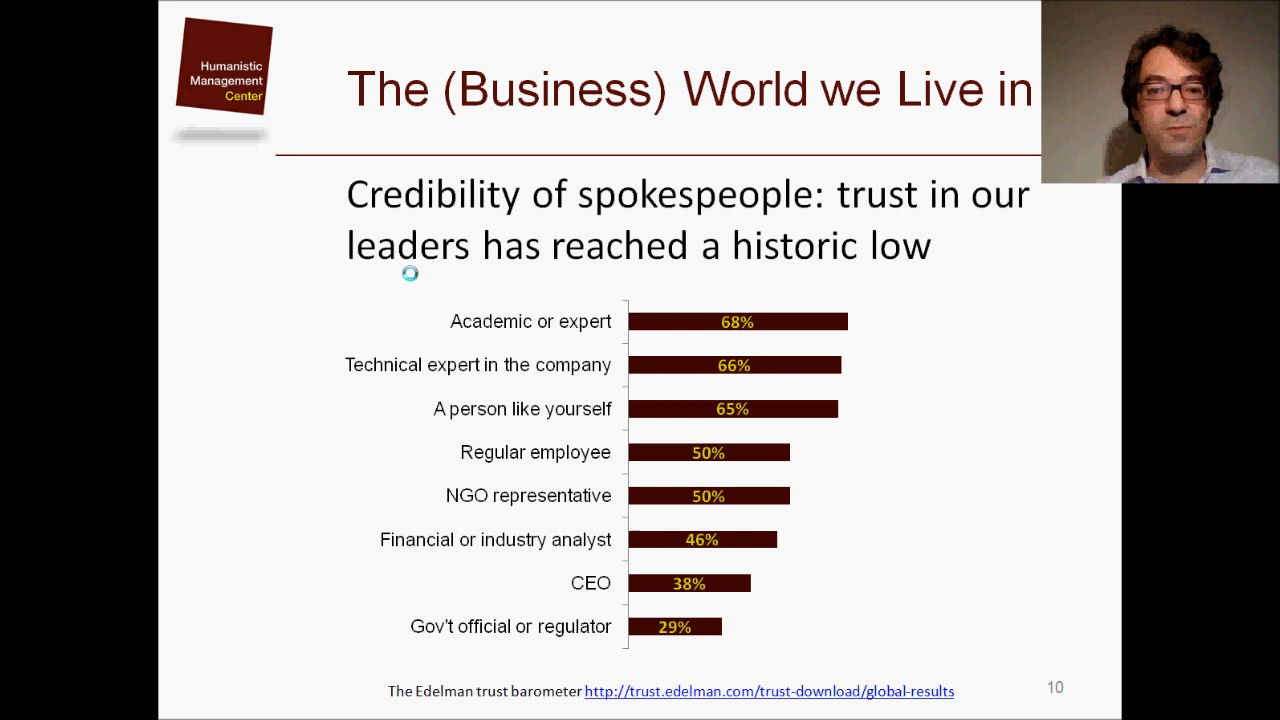 Humanistic
Management
Center
The (Business) World we Live in
Credibility of spokespeople: trust in our
leaders has reached a historic low
Academic or expert 68%
Technical expert in the company 66%
A person like yourself 65%
Regular employee 50%
NGO representative 50%
Financial or industry analyst 46%
CEO 38%
Gov't official or regulator 29%
The Edelman trust barometer http://trust.edelman.com/trust-download/global-results
10